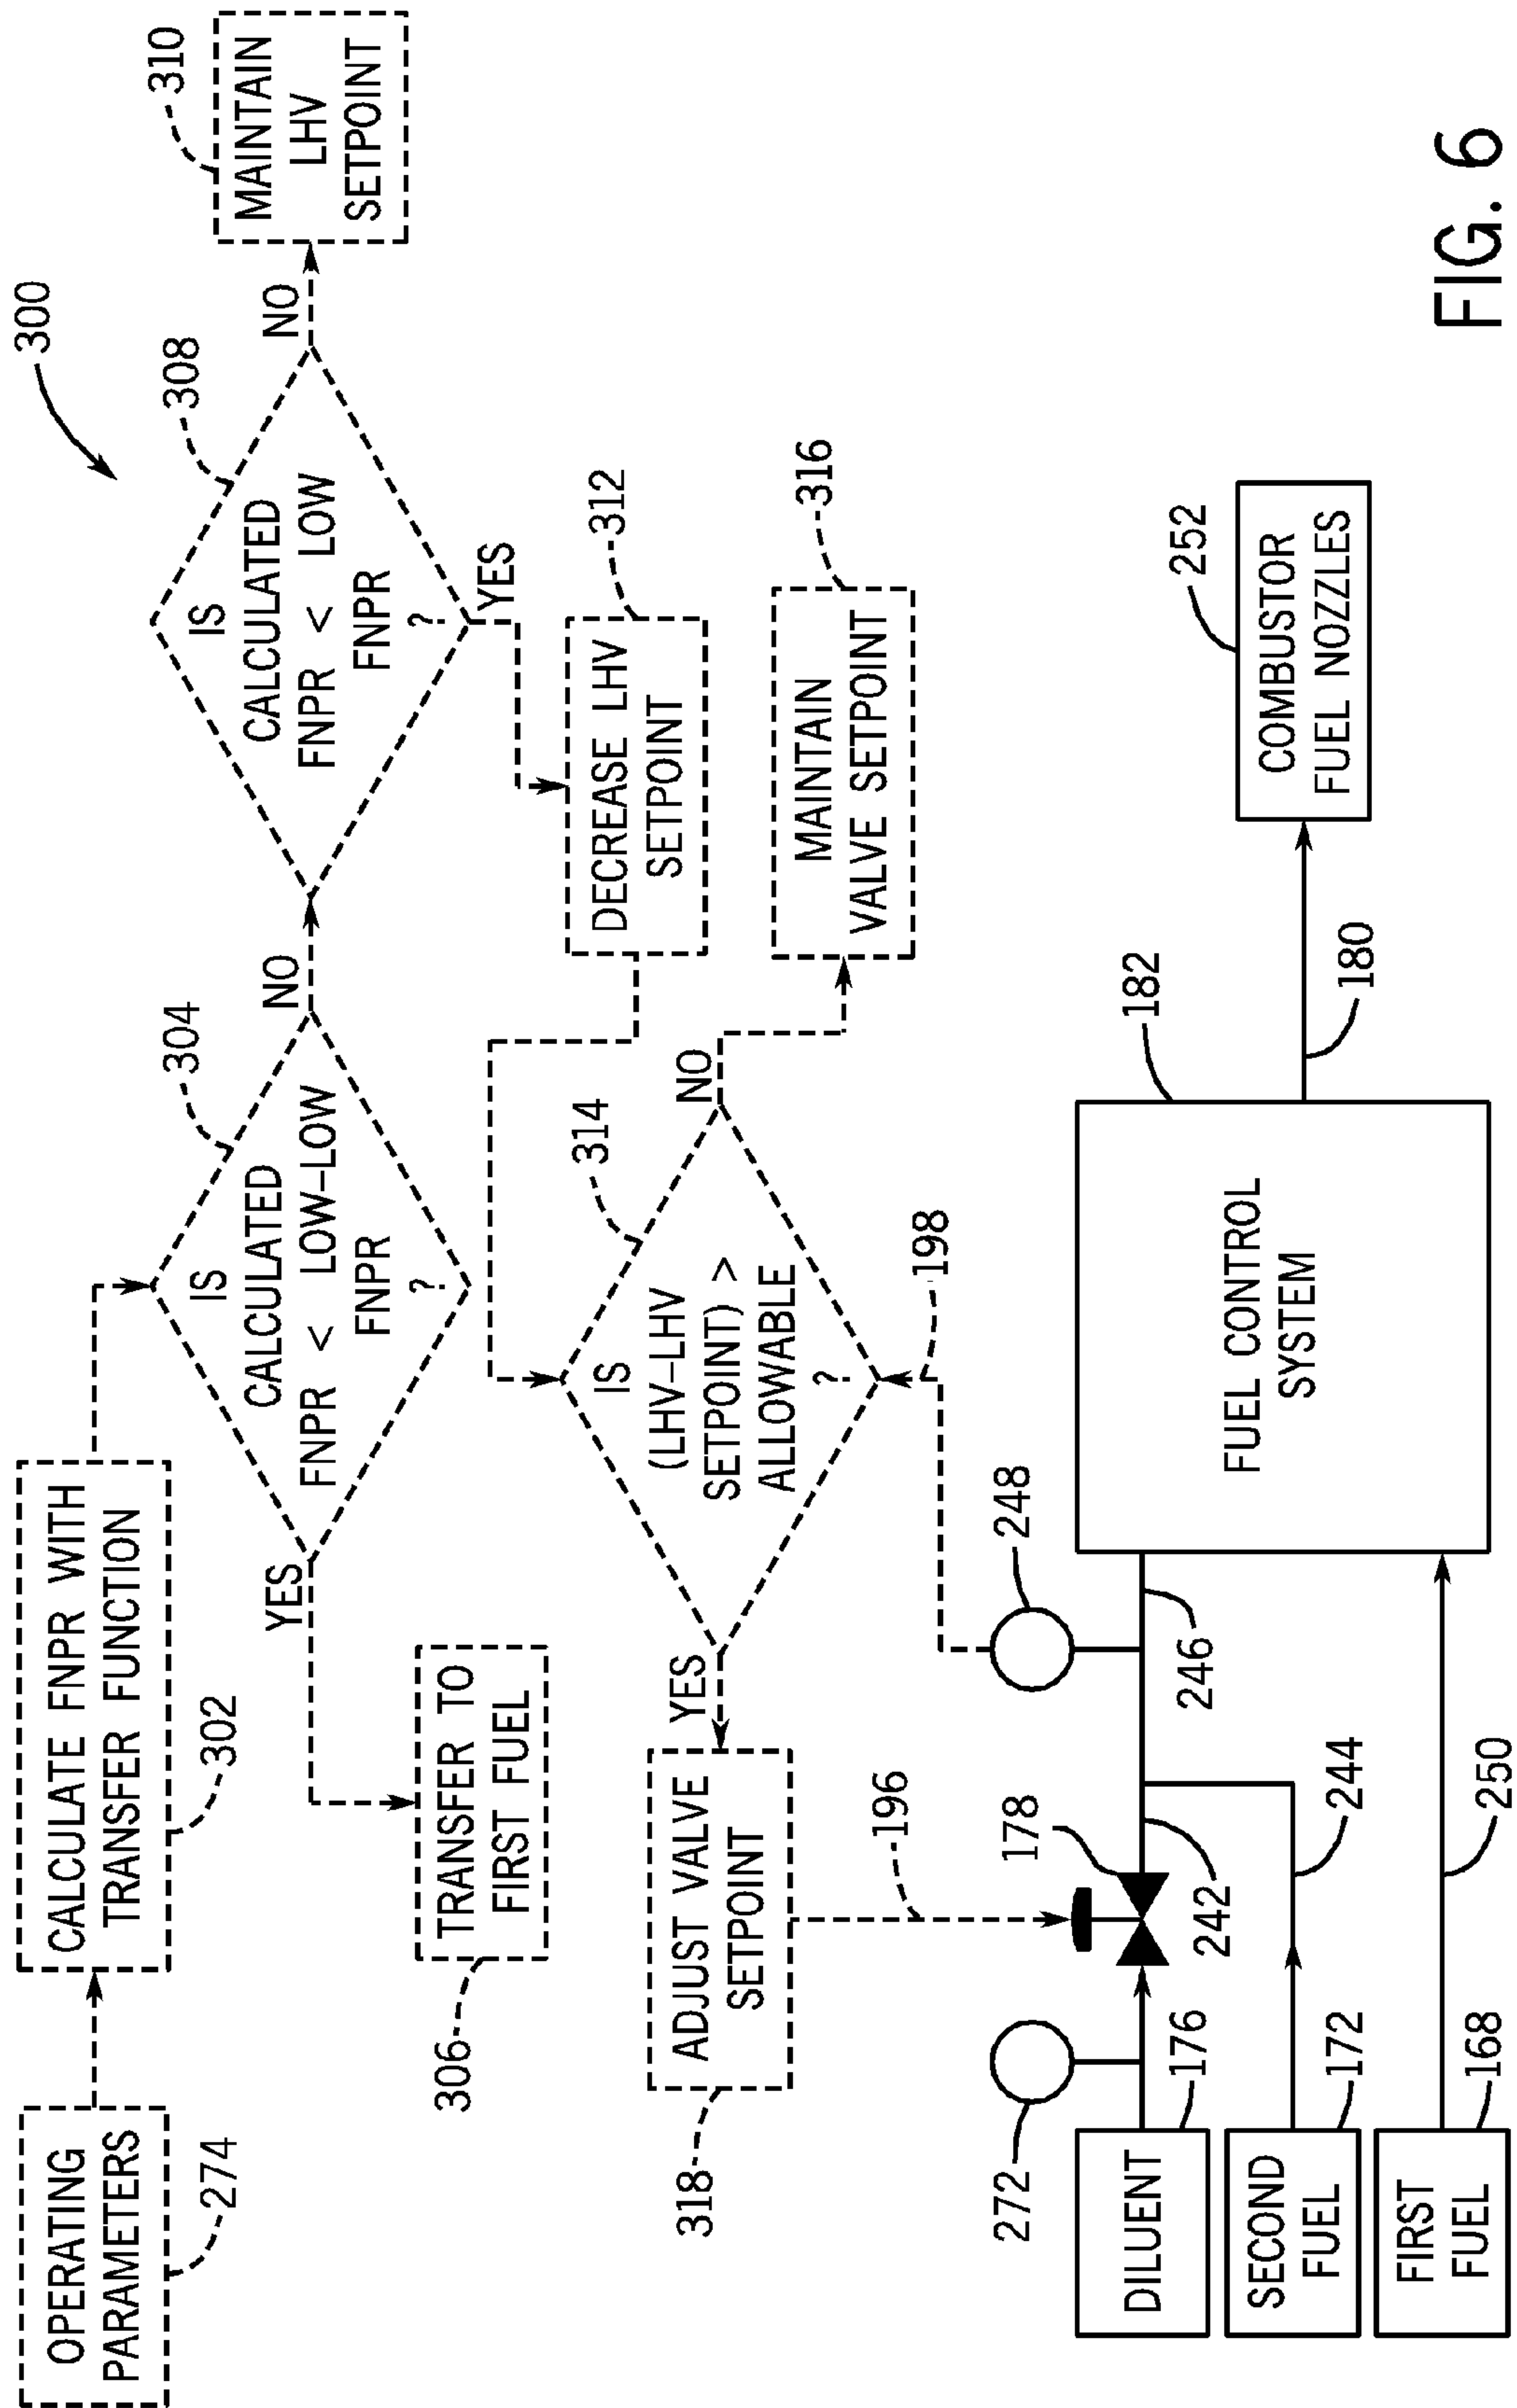 300
OPERATING
PARAMETERS
274
CALCULATE FNPR WITH
TRANSFER FUNCTION
302
IS
CALCULATED
FNPR < LOW-LOW
FNPR
?
304
YES
NO
TRANSFER TO
FIRST FUEL
306
IS
CALCULATED
FNPR < LOW
FNPR
?
308
NO
YES
MAINTAIN
LHV
SETPOINT
310
DECREASE LHV
SETPOINT
312
IS
(LHV-LHV
SETPOINT) >
ALLOWABLE
?
314
NO
YES
MAINTAIN
VALVE SETPOINT
316
ADJUST VALVE
SETPOINT
318
196
198
272
178
248
DILUENT
176
242
246
SECOND
FUEL
172
244
FIRST
FUEL
168
250
FUEL CONTROL
SYSTEM
182
180
COMBUSTOR
FUEL NOZZLES
252
FIG. 6